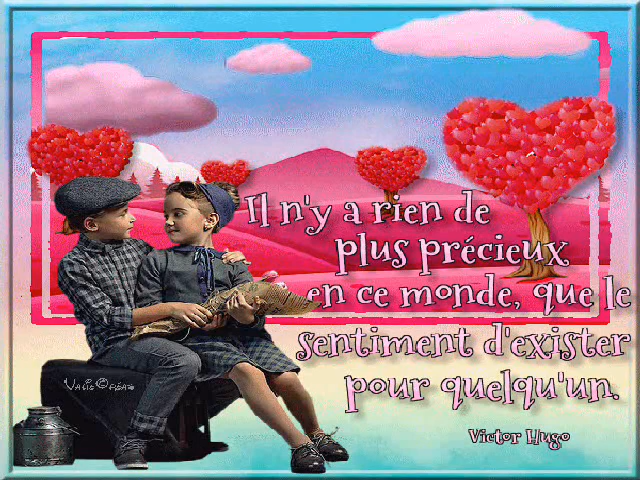 Il n'y a rien de
plus précieux
en ce monde, que le
sentiment d'exister
pour quelqu'un.
Victor Hugo